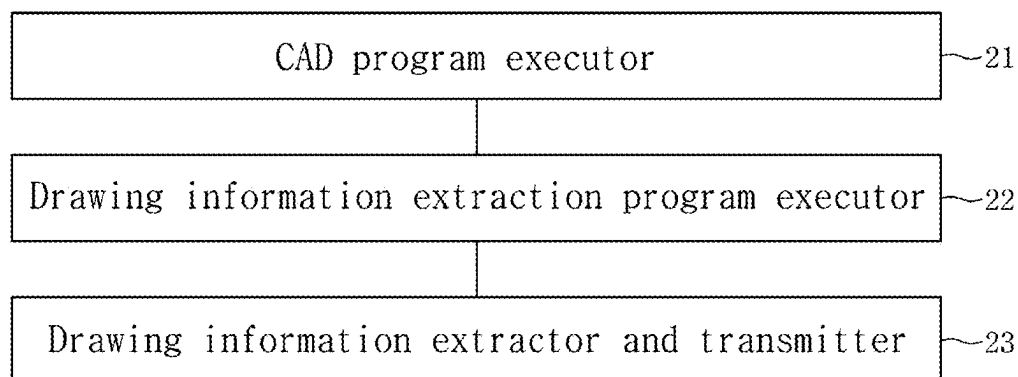 CAD program executor 21
Drawing information extraction program executor 22
Drawing information extractor and transmitter 23